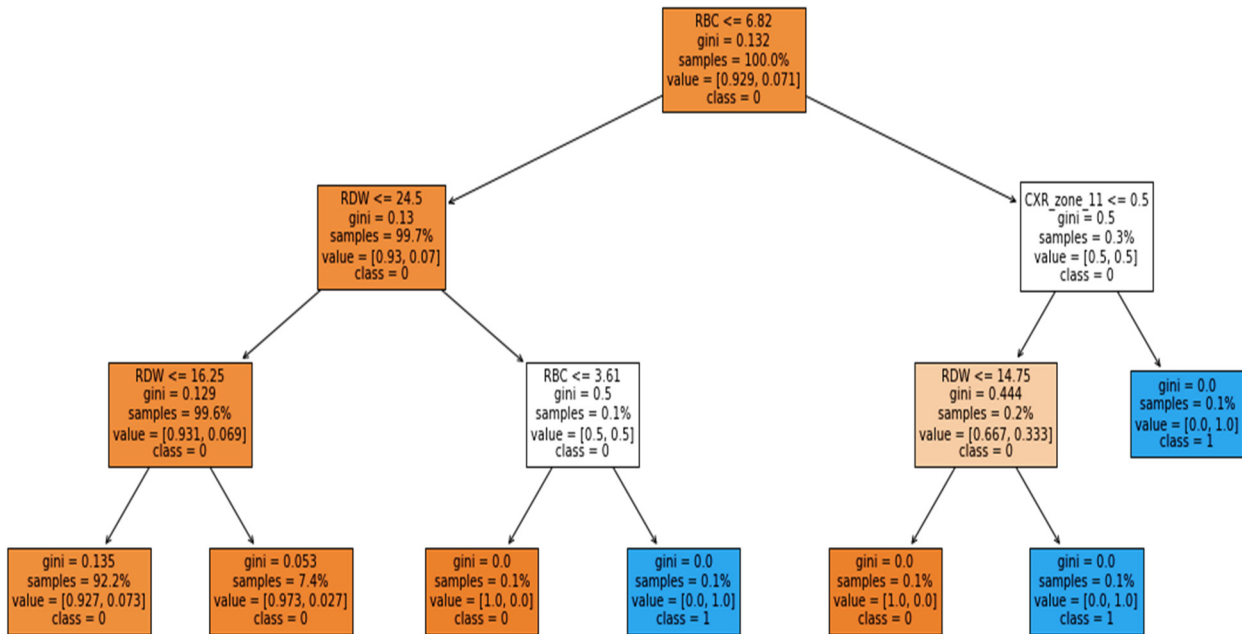 RBC <= 6.82
gini = 0.132
samples = 100.0%
value = [0.929, 0.071]
class = 0
RDW <= 24.5
gini = 0.13
samples = 99.7%
value = [0.93, 0.07]
class = 0
CXR_zone_11 <= 0.5
gini = 0.5
samples = 0.3%
value = [0.5, 0.5]
class = 0
RDW <= 16.25
gini = 0.129
samples = 99.6%
value = [0.931, 0.069]
class = 0
RBC <= 3.61
gini = 0.5
samples = 0.1%
value = [0.5, 0.5]
class = 0
RDW <= 14.75
gini = 0.444
samples = 0.2%
value = [0.667, 0.333]
class = 0
gini = 0.0
samples = 0.1%
value = [0.0, 1.0]
class = 1
gini = 0.135
samples = 92.2%
value = [0.927, 0.073]
class = 0
gini = 0.053
samples = 7.4%
value = [0.973, 0.027]
class = 0
gini = 0.0
samples = 0.1%
value = [1.0, 0.0]
class = 0
gini = 0.0
samples = 0.1%
value = [0.0, 1.0]
class = 1
gini = 0.0
samples = 0.1%
value = [1.0, 0.0]
class = 0
gini = 0.0
samples = 0.1%
value = [0.0, 1.0]
class = 1